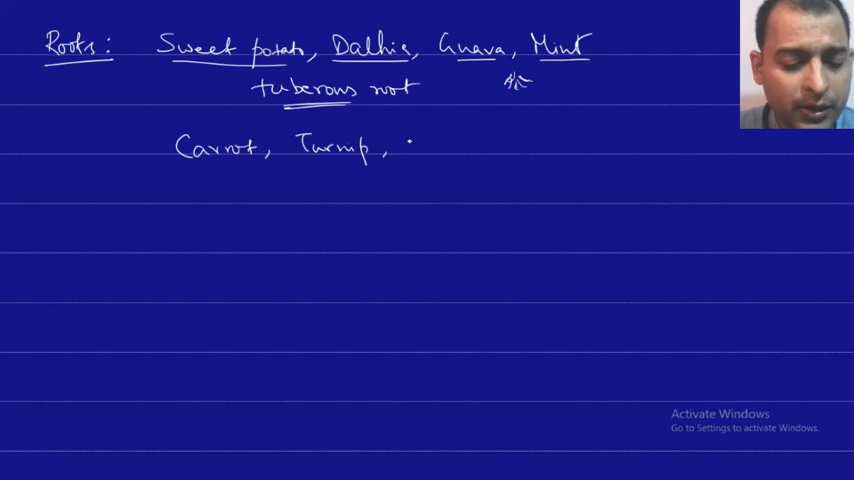 Roots: Sweet potato, Dalhia, Guava, Mint
tuberous root
Carrot, Turnip,
Activate Windows
Go to Settings to activate Windows.